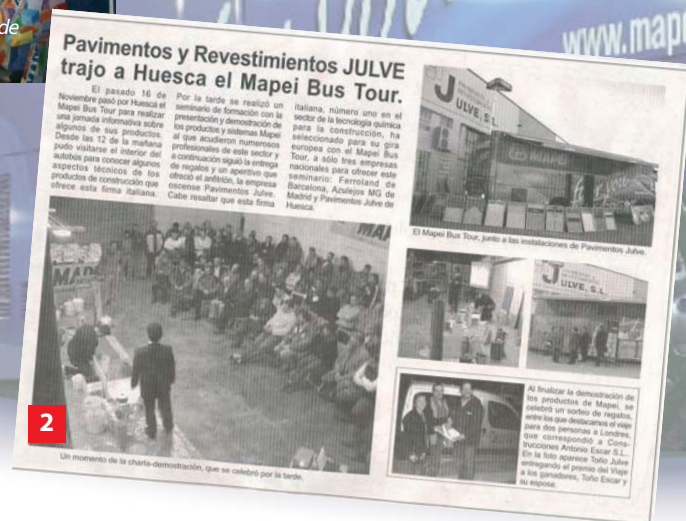 de
www.map
Pavimentos y Revestimientos JULVE
trajo a Huesca el Mapei Bus Tour.
El pasado 16 de
Noviembre pasó por Huesca el
Mapei Bus Tour para realizar
una jornada informativa sobre
algunos de sus productos.
Desde las 12 de la mañana
pudo visitarse el interior del
autobús para conocer algunos
aspectos técnicos de los
productos de construcción que
ofrece esta firma italiana.
Por la tarde se realizó un
seminario de formación con la
presentación y demostración de
los productos y sistemas Mapei
al que acudieron numerosos
profesionales de este sector y
a continuación siguió la entrega
de regalos y un aperitivo que
ofreció el anfitrión, la empresa
oscense Pavimentos Julve.
Cabe resaltar que esta firma
italiana, número uno en el
sector de la tecnología química
para la construcción, ha
seleccionado para su gira
europea con el Mapei Bus
Tour, a sólo tres empresas
nacionales para ofrecer este
seminario: Ferroland de
Barcelona, Azulejos MG de
Madrid y Pavimentos Julve de
Huesca.
JULVE, S.L.
MAPEI
El Mapei Bus Tour, junto a las instalaciones de Pavimentos Julve.
MAPE
MAP
JULVE, S.L.
Al finalizar la demostración de
los productos de Mapei, se
celebró un sorteo de regalos,
entre los que destacamos el viaje
para dos personas a Londres,
que correspondió a Cons-
trucciones Antonio Escar S.L..
En la foto aparece Toño Julve
entregando el premio del Viaje
a los ganadores, Toño Escar y
su esposa.
2
Un momento de la charla-demostración, que se celebró por la tarde.